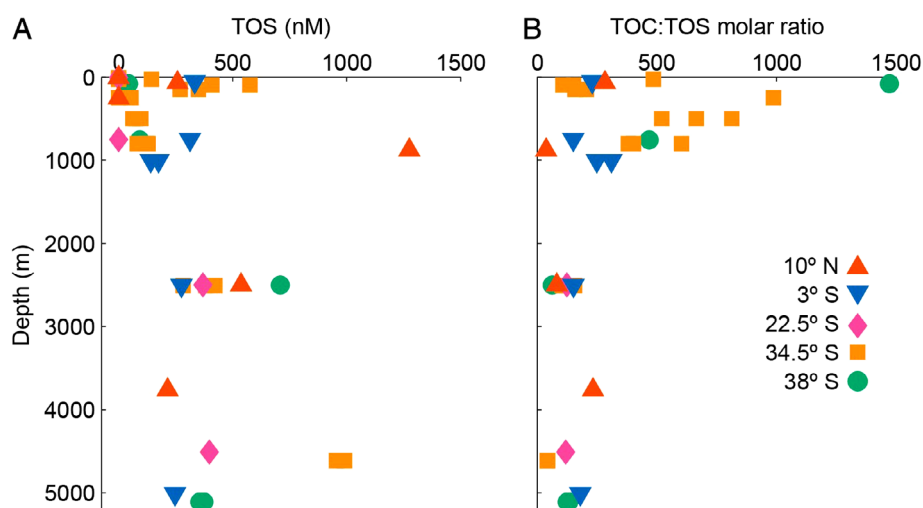 A
TOS (nM)
0 500 1000 1500
Depth (m)
0
1000
2000
3000
4000
5000
B
TOC:TOS molar ratio
0 500 1000 1500
10º N
3º S
22.5º S
34.5º S
38º S